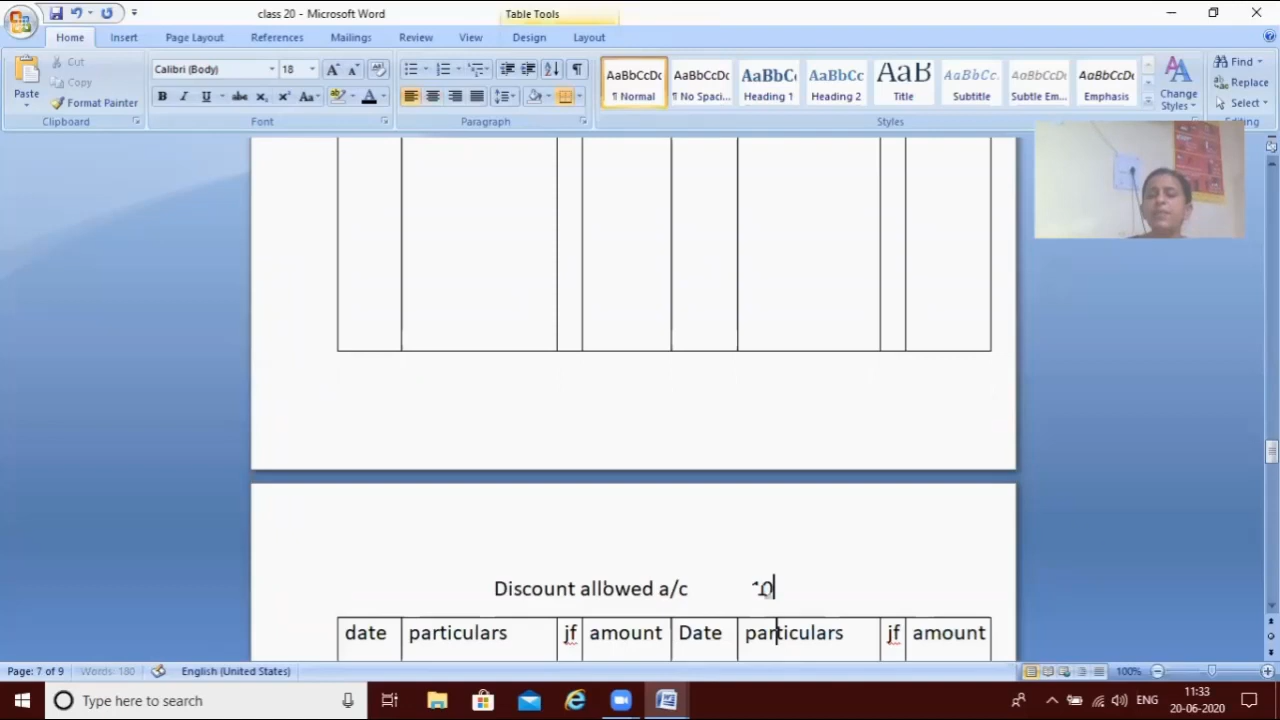 class 20 - Microsoft Word
Table Tools
Home Insert Page Layout References Mailings Review View Design Layout
Paste
Cut
Copy
Format Painter
Clipboard
Calibri (Body) 18
Font
Paragraph
AaBbCcDc AaBbCcDc AaBbC AaBbCc AaB AaBbCc. AaBbCcDc AaBbCcDc
¶ Normal ¶ No Spaci... Heading 1 Heading 2 Title Subtitle Subtle Em... Emphasis
Change Styles
Styles
Find
Replace
Select
Editing
Discount allowed a/c 10
date particulars jf amount Date particulars jf amount
Page: 7 of 9 Words: 180 English (United States) 100%
Type here to search
ENG
11:33
20-06-2020